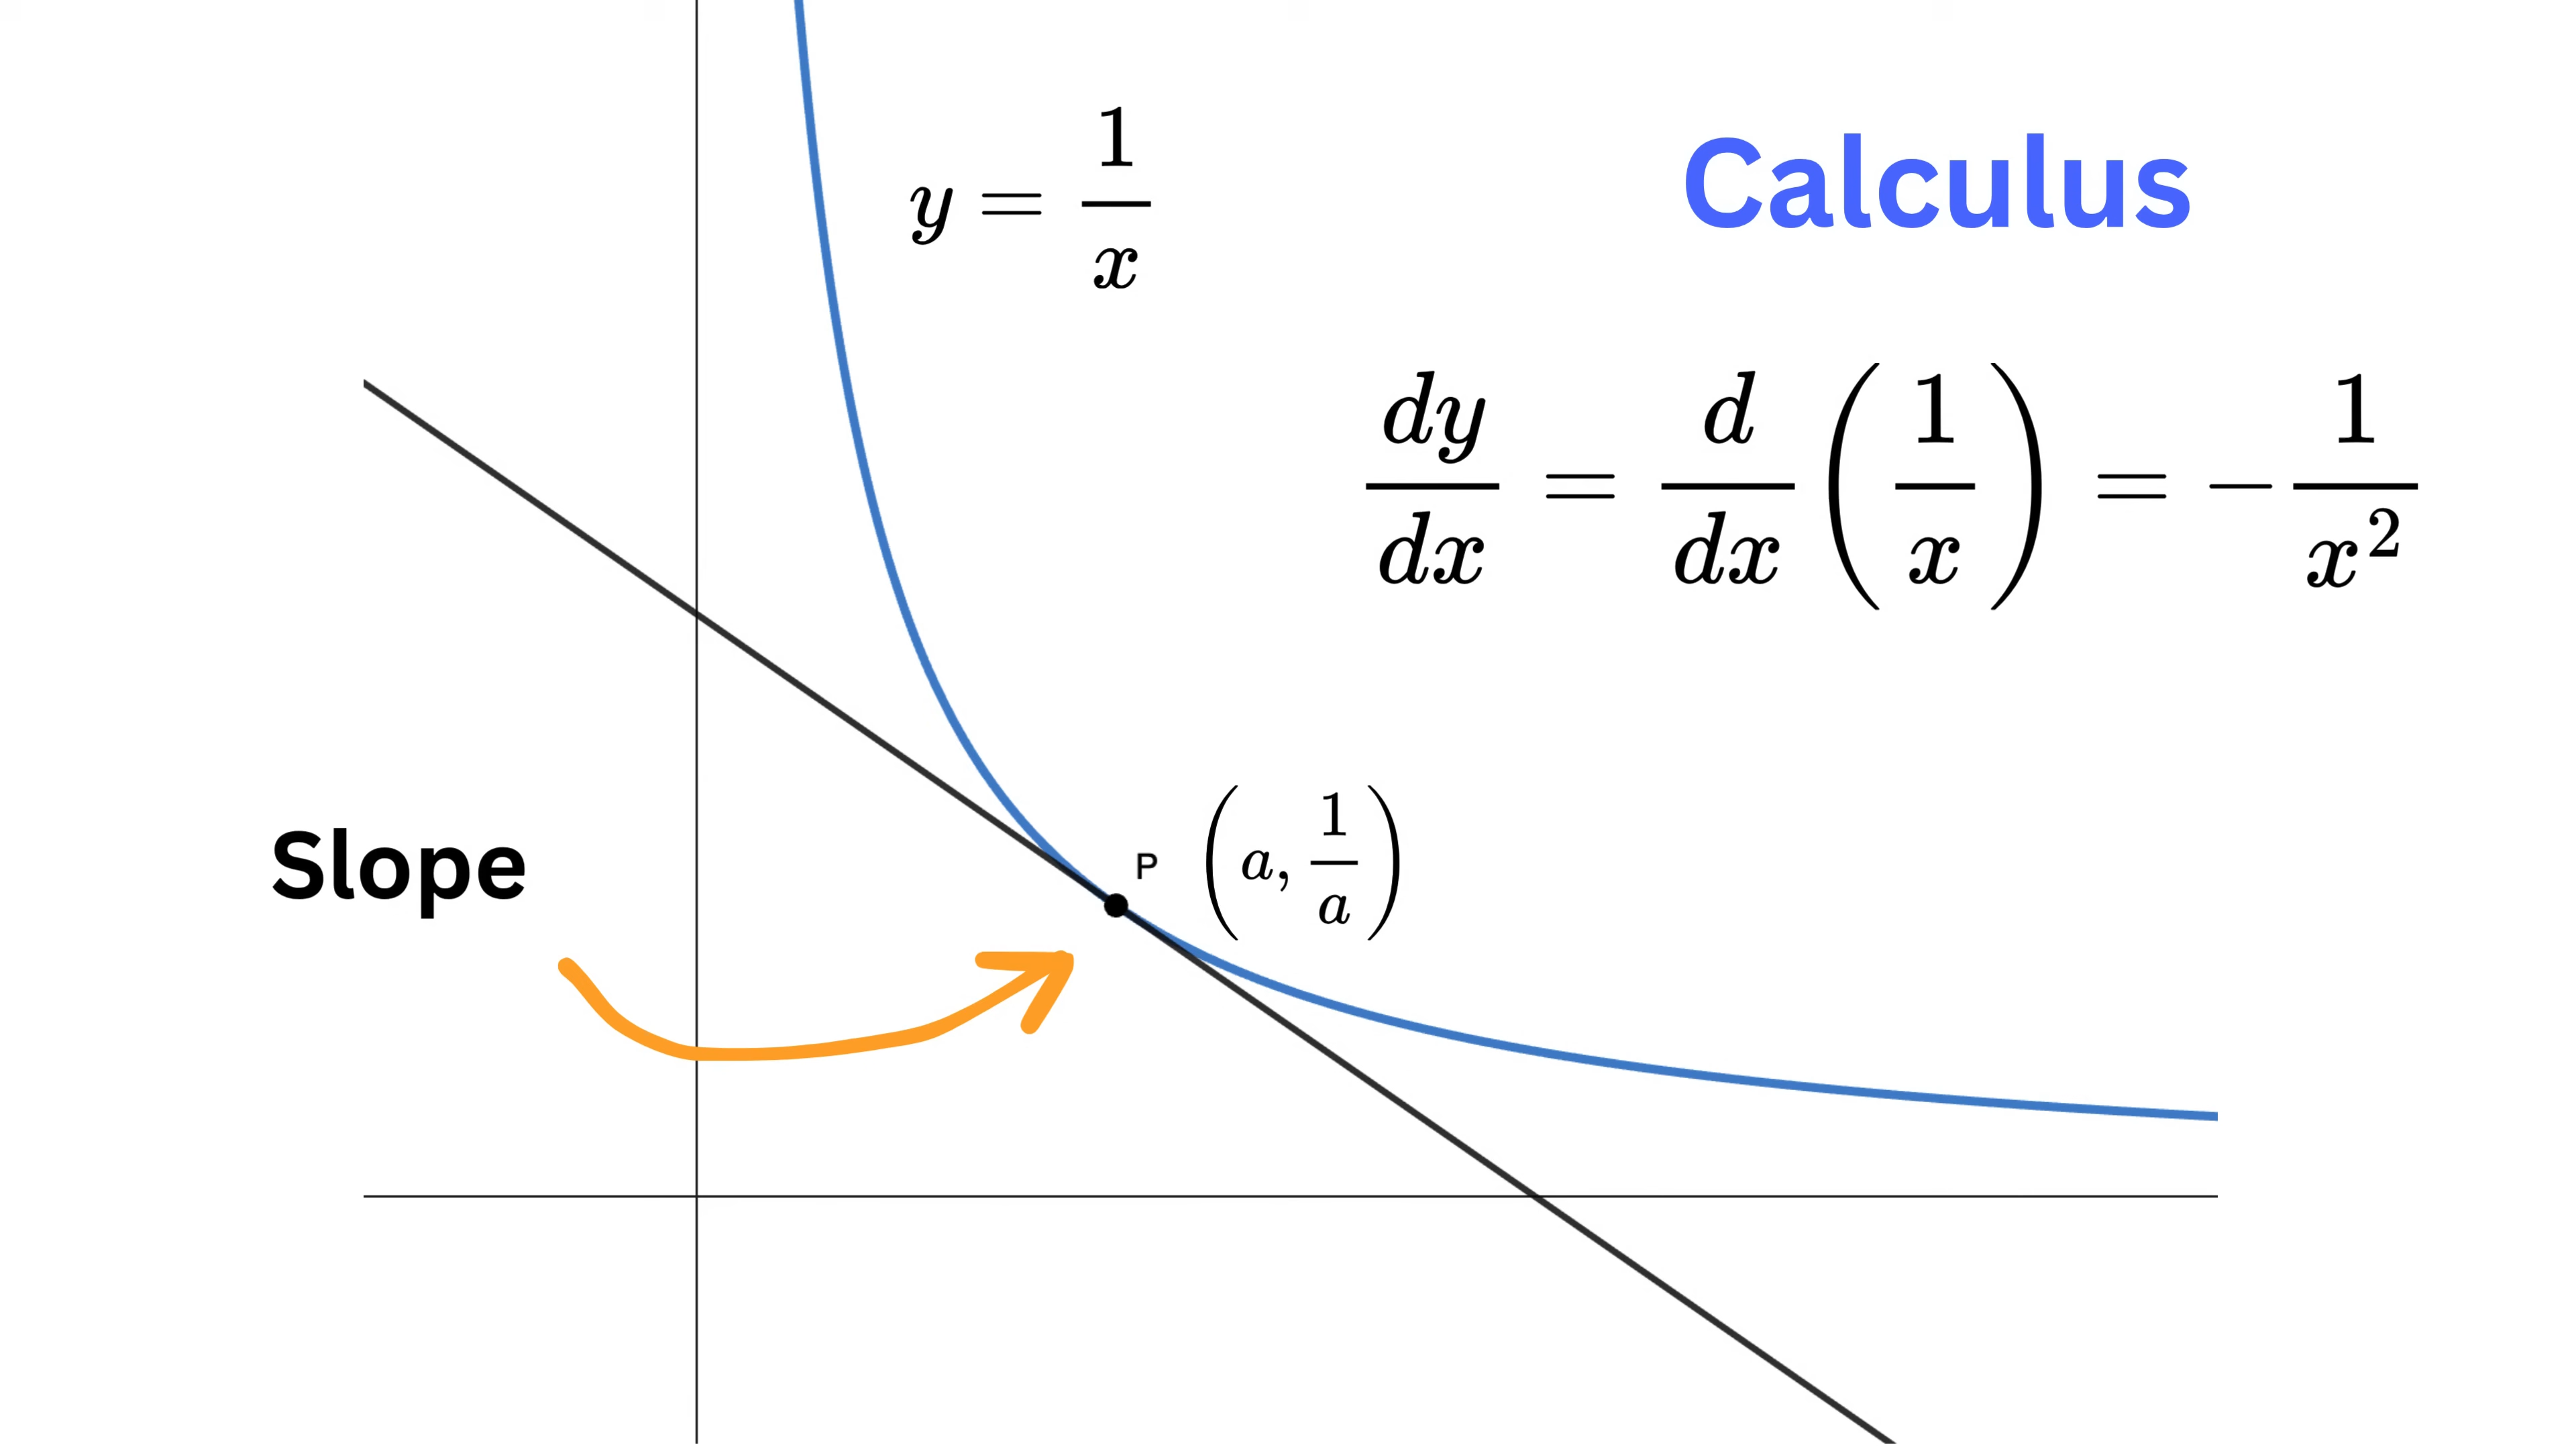 Calculus
y = 1/x
dy/dx = d/dx (1/x) = −1/x²
P (a, 1/a)
Slope